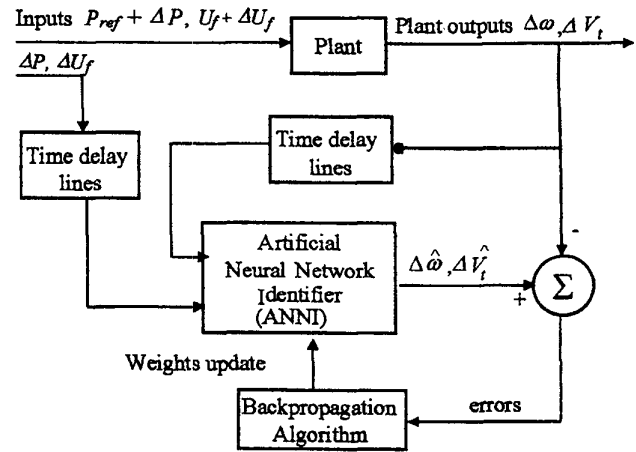 Inputs P_ref + ΔP, U_f + ΔU_f
Plant
Plant outputs Δω, ΔV_t
ΔP, ΔU_f
Time delay
lines
Time delay
lines
Artificial
Neural Network
Identifier
(ANNI)
Δω̂, ΔV̂_t
-
+
Σ
Weights update
Backpropagation
Algorithm
errors